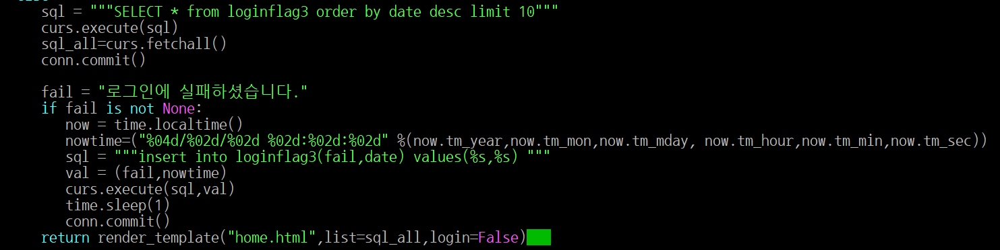 sql = """SELECT * from loginflag3 order by date desc limit 10"""
curs.execute(sql)
sql_all=curs.fetchall()
conn.commit()
fail = "로그인에 실패하셨습니다."
if fail is not None:
now = time.localtime()
nowtime=("%04d/%02d/%02d %02d:%02d:%02d" %(now.tm_year,now.tm_mon,now.tm_mday, now.tm_hour,now.tm_min,now.tm_sec))
sql = """insert into loginflag3(fail,date) values(%s,%s) """
val = (fail,nowtime)
curs.execute(sql,val)
time.sleep(1)
conn.commit()
return render_template("home.html",list=sql_all,login=False)